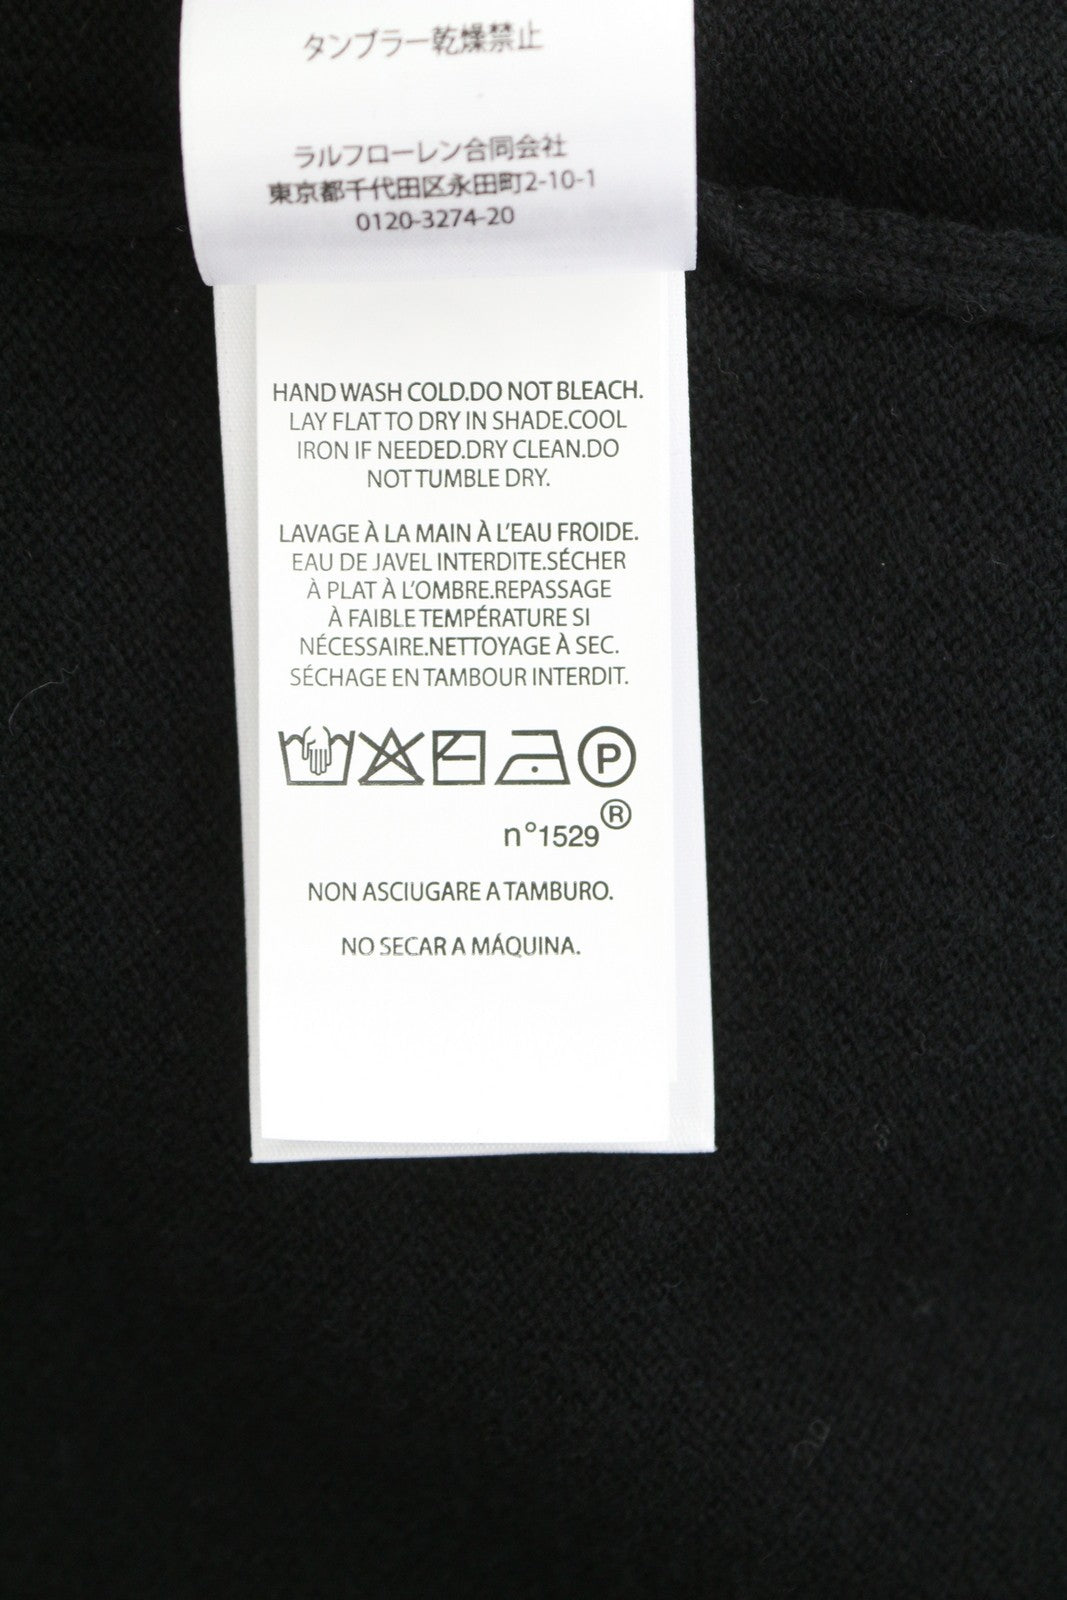 タンブラー乾燥禁止
ラルフローレン合同会社
東京都千代田区永田町2-10-1
0120-3274-20
HAND WASH COLD.DO NOT BLEACH.
LAY FLAT TO DRY IN SHADE.COOL
IRON IF NEEDED.DRY CLEAN.DO
NOT TUMBLE DRY.
LAVAGE À LA MAIN À L'EAU FROIDE.
EAU DE JAVEL INTERDITE.SÉCHER
À PLAT À L'OMBRE.REPASSAGE
À FAIBLE TEMPÉRATURE SI
NÉCESSAIRE.NETTOYAGE À SEC.
SÉCHAGE EN TAMBOUR INTERDIT.
P
n°1529®
NON ASCIUGARE A TAMBURO.
NO SECAR A MÁQUINA.